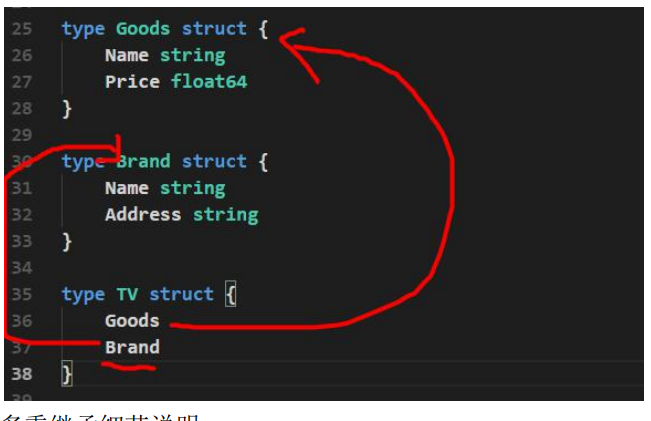 25 type Goods struct {
26 Name string
27 Price float64
28 }
29
30 type Brand struct {
31 Name string
32 Address string
33 }
34
35 type TV struct {
36 Goods
37 Brand
38 }
39
多重继承细节说明